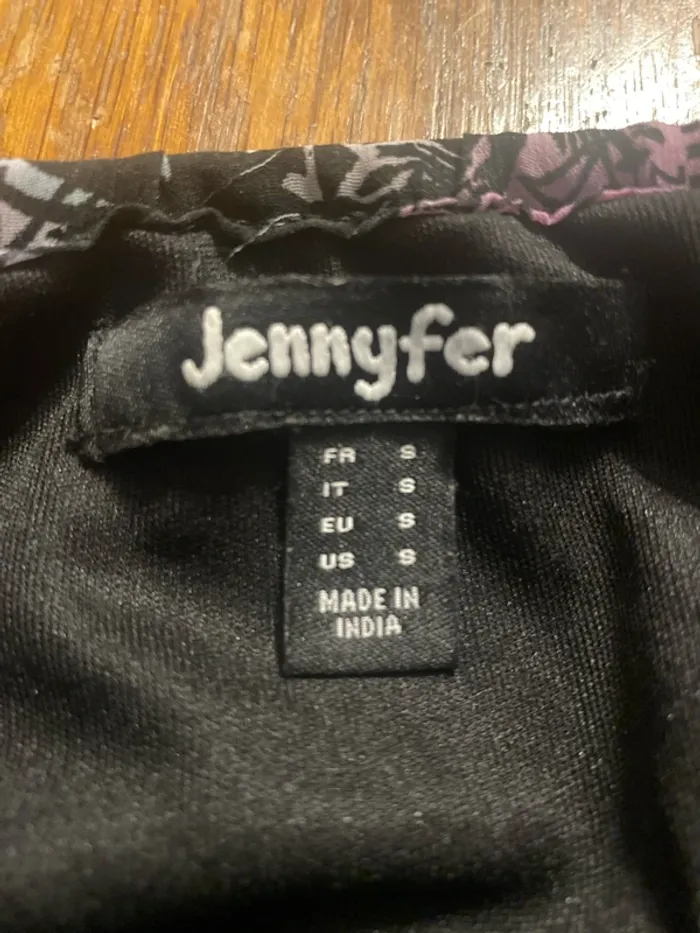 Jennyfer
FR S
IT S
EU S
US S
MADE IN
INDIA